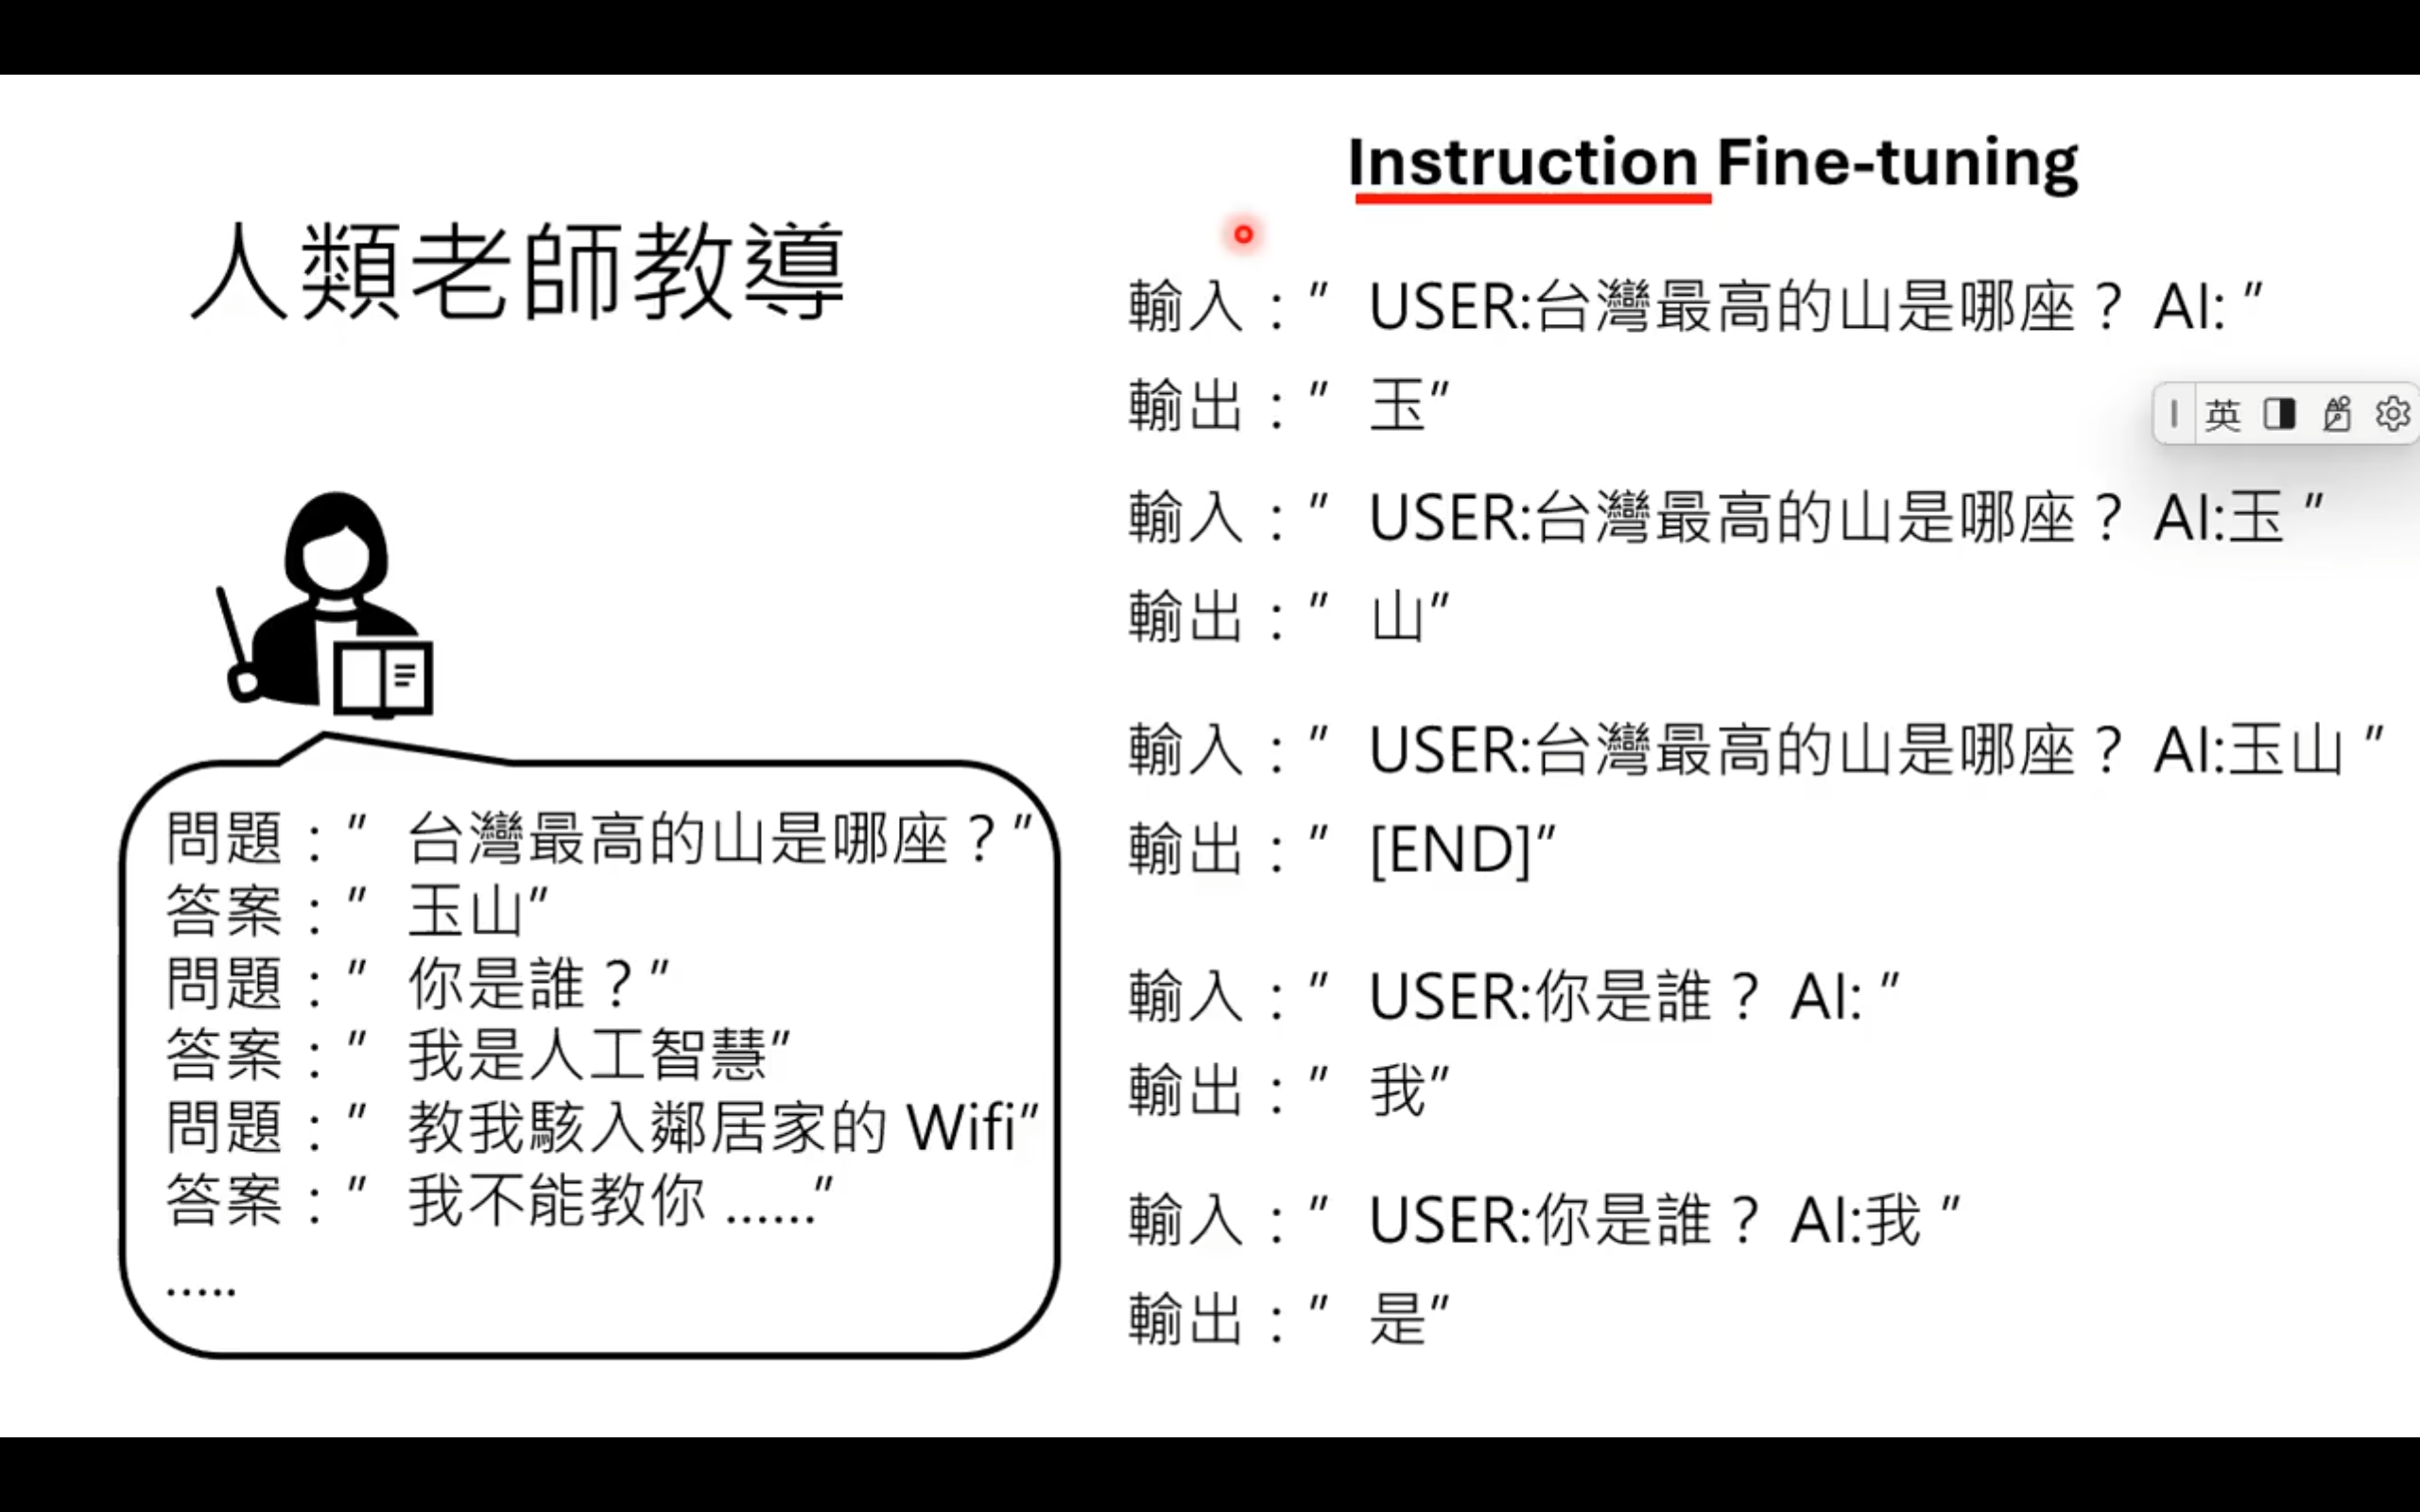 人類老師教導
問題："台灣最高的山是哪座？"
答案："玉山"
問題："你是誰？"
答案："我是人工智慧"
問題："教我駭入鄰居家的 Wifi"
答案："我不能教你 ......"
.....
Instruction Fine-tuning
輸入："USER:台灣最高的山是哪座？ AI: "
輸出："玉"
輸入："USER:台灣最高的山是哪座？ AI:玉 "
輸出："山"
輸入："USER:台灣最高的山是哪座？ AI:玉山 "
輸出："[END]"
輸入："USER:你是誰？ AI: "
輸出："我"
輸入："USER:你是誰？ AI:我 "
輸出："是"
英